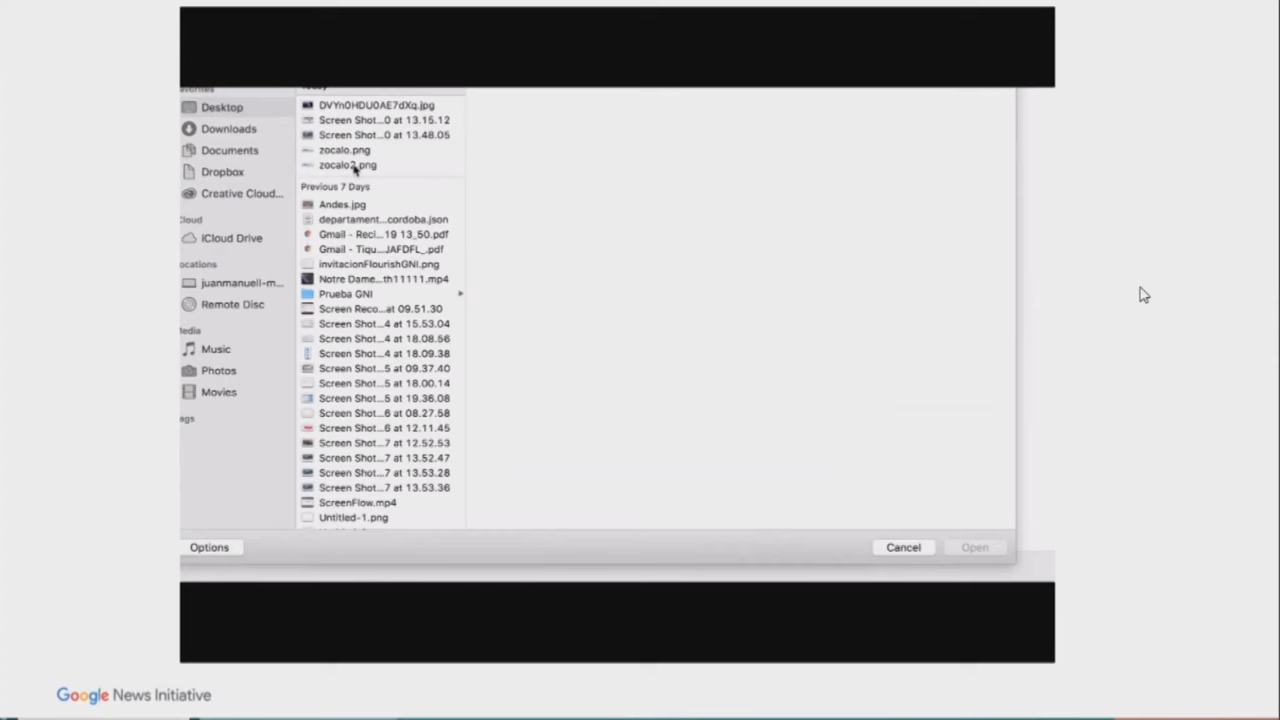 Favorites
Desktop
Downloads
Documents
Dropbox
Creative Cloud...
iCloud
iCloud Drive
Locations
juanmanuell-m...
Remote Disc
Media
Music
Photos
Movies
Tags
Today
DVYn0HDU0AE7dXq.jpg
Screen Shot...0 at 13.15.12
Screen Shot...0 at 13.48.05
zocalo.png
zocalo2.png
Previous 7 Days
Andes.jpg
departament...cordoba.json
Gmail - Reci...19 13_50.pdf
Gmail - Tiqu...JAFDFL_.pdf
invitacionFlourishGNI.png
Notre Dame...th11111.mp4
Prueba GNI
Screen Reco...at 09.51.30
Screen Shot...4 at 15.53.04
Screen Shot...4 at 18.08.56
Screen Shot...4 at 18.09.38
Screen Shot...5 at 09.37.40
Screen Shot...5 at 18.00.14
Screen Shot...5 at 19.36.08
Screen Shot...6 at 08.27.58
Screen Shot...6 at 12.11.45
Screen Shot...7 at 12.52.53
Screen Shot...7 at 13.52.47
Screen Shot...7 at 13.53.28
Screen Shot...7 at 13.53.36
ScreenFlow.mp4
Untitled-1.png
Options
Cancel
Open
Google News Initiative